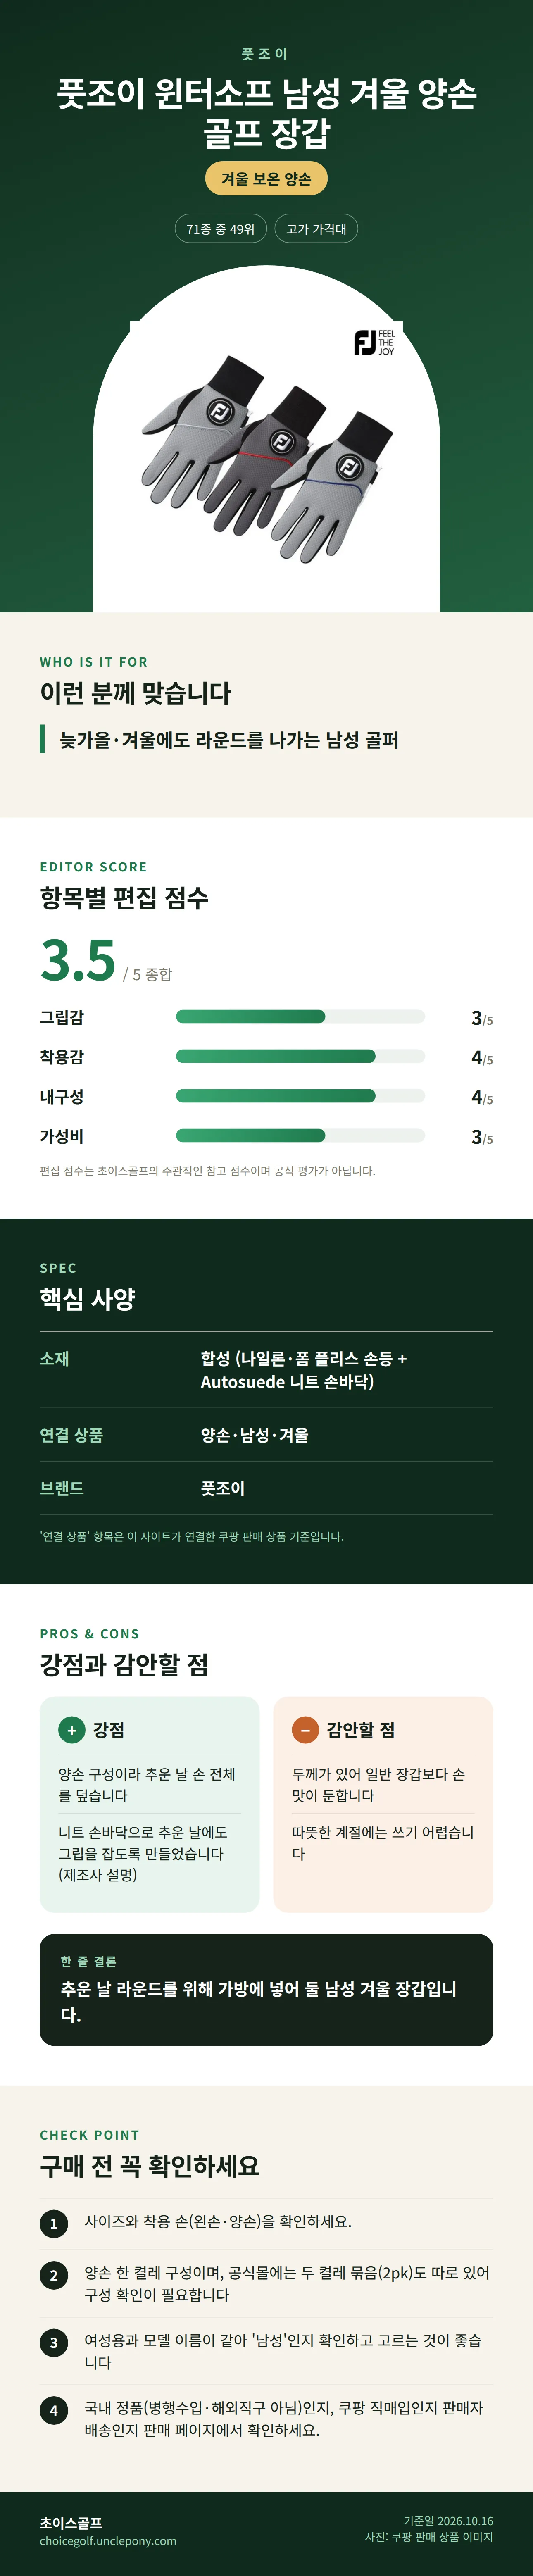 풋조이
풋조이 윈터소프 남성 겨울 양손
골프 장갑
겨울 보온 양손
71종 중 49위
고가 가격대
FJ FEEL
THE
JOY
WHO IS IT FOR
이런 분께 맞습니다
늦가을·겨울에도 라운드를 나가는 남성 골퍼
EDITOR SCORE
항목별 편집 점수
3.5 / 5 종합
그립감 3/5
착용감 4/5
내구성 4/5
가성비 3/5
편집 점수는 초이스골프의 주관적인 참고 점수이며 공식 평가가 아닙니다.
SPEC
핵심 사양
소재 합성 (나일론·폼 플리스 손등 +
Autosuede 니트 손바닥)
연결 상품 양손·남성·겨울
브랜드 풋조이
'연결 상품' 항목은 이 사이트가 연결한 쿠팡 판매 상품 기준입니다.
PROS & CONS
강점과 감안할 점
+ 강점
양손 구성이라 추운 날 손 전체
를 덮습니다
니트 손바닥으로 추운 날에도
그립을 잡도록 만들었습니다
(제조사 설명)
− 감안할 점
두께가 있어 일반 장갑보다 손
맛이 둔합니다
따뜻한 계절에는 쓰기 어렵습니
다
한 줄 결론
추운 날 라운드를 위해 가방에 넣어 둘 남성 겨울 장갑입니
다.
CHECK POINT
구매 전 꼭 확인하세요
1 사이즈와 착용 손(왼손·양손)을 확인하세요.
2 양손 한 켤레 구성이며, 공식몰에는 두 켤레 묶음(2pk)도 따로 있어
구성 확인이 필요합니다
3 여성용과 모델 이름이 같아 '남성'인지 확인하고 고르는 것이 좋습
니다
4 국내 정품(병행수입·해외직구 아님)인지, 쿠팡 직매입인지 판매자
배송인지 판매 페이지에서 확인하세요.
초이스골프
choicegolf.unclepony.com
기준일 2026.10.16
사진: 쿠팡 판매 상품 이미지